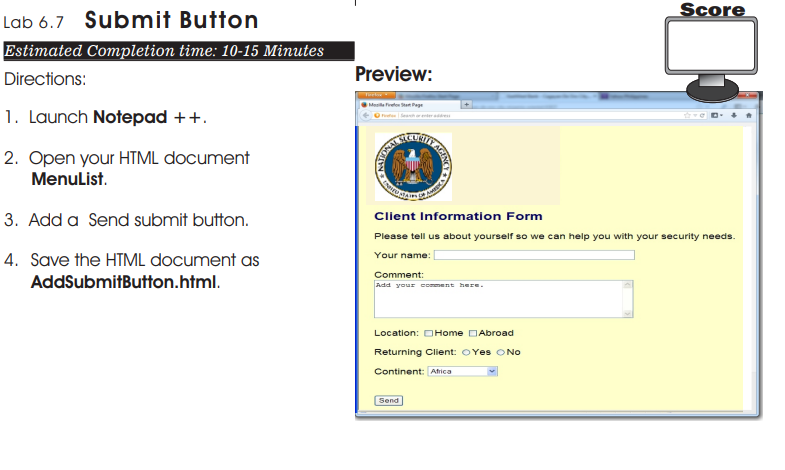 Lab 6.7 Submit Button
Estimated Completion time: 10-15 Minutes
Directions:
1. Launch Notepad ++.
2. Open your HTML document
MenuList.
3. Add a Send submit button.
4. Save the HTML document as
AddSubmitButton.html.
Score
Preview:
Firefox
Mozilla Firefox Start Page
Firefox Search or enter address
NATIONAL SECURITY AGENCY
UNITED STATES OF AMERICA
Client Information Form
Please tell us about yourself so we can help you with your security needs.
Your name:
Comment:
Add your comment here.
Location: Home Abroad
Returning Client: Yes No
Continent: Africa
Send